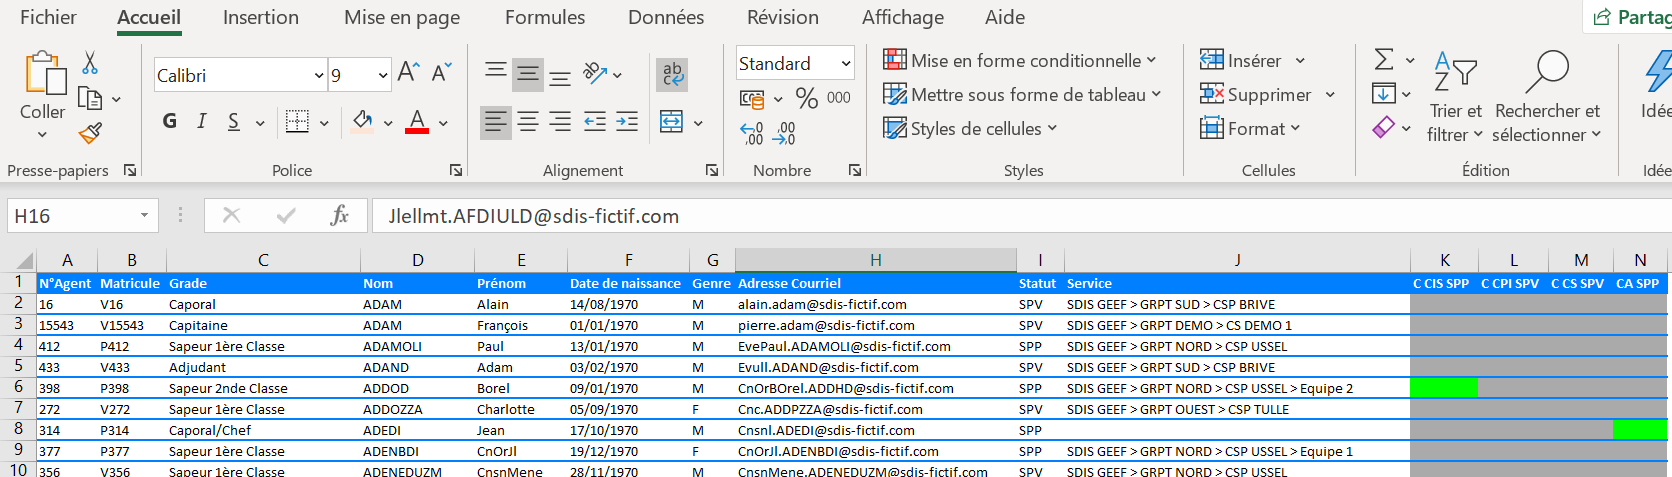 Fichier Accueil Insertion Mise en page Formules Données Révision Affichage Aide Partag
Calibri 9 Standard Mise en forme conditionnelle Insérer
Coller Mettre sous forme de tableau Supprimer Trier et Rechercher et Idée
G I S A 000 Styles de cellules Format filtrer sélectionner
Presse-papiers Police Alignement Nombre Styles Cellules Édition Idée
H16 fx Jlellmt.AFDIULD@sdis-fictif.com
A B C D E F G H I J K L M N
1 N°Agent Matricule Grade Nom Prénom Date de naissance Genre Adresse Courriel Statut Service C CIS SPP C CPI SPV C CS SPV CA SPP
2 16 V16 Caporal ADAM Alain 14/08/1970 M alain.adam@sdis-fictif.com SPV SDIS GEEF > GRPT SUD > CSP BRIVE
3 15543 V15543 Capitaine ADAM François 01/01/1970 M pierre.adam@sdis-fictif.com SPV SDIS GEEF > GRPT DEMO > CS DEMO 1
4 412 P412 Sapeur 1ère Classe ADAMOLI Paul 13/01/1970 M EvePaul.ADAMOLI@sdis-fictif.com SPP SDIS GEEF > GRPT NORD > CSP USSEL
5 433 V433 Adjudant ADAND Adam 03/02/1970 M Evull.ADAND@sdis-fictif.com SPV SDIS GEEF > GRPT SUD > CSP BRIVE
6 398 P398 Sapeur 2nde Classe ADDOD Borel 09/01/1970 M CnOrBOrel.ADDHD@sdis-fictif.com SPP SDIS GEEF > GRPT NORD > CSP USSEL > Equipe 2
7 272 V272 Sapeur 1ère Classe ADDOZZA Charlotte 05/09/1970 F Cnc.ADDPZZA@sdis-fictif.com SPV SDIS GEEF > GRPT OUEST > CSP TULLE
8 314 P314 Caporal/Chef ADEDI Jean 17/10/1970 M Cnsnl.ADEDI@sdis-fictif.com SPP
9 377 P377 Sapeur 1ère Classe ADENBDI CnOrJl 19/12/1970 F CnOrJl.ADENBDI@sdis-fictif.com SPP SDIS GEEF > GRPT NORD > CSP USSEL > Equipe 1
10 356 V356 Sapeur 1ère Classe ADENEDUZM CnsnMene 28/11/1970 M CnsnMene.ADENEDUZM@sdis-fictif.com SPV SDIS GEEF > GRPT NORD > CSP USSEL